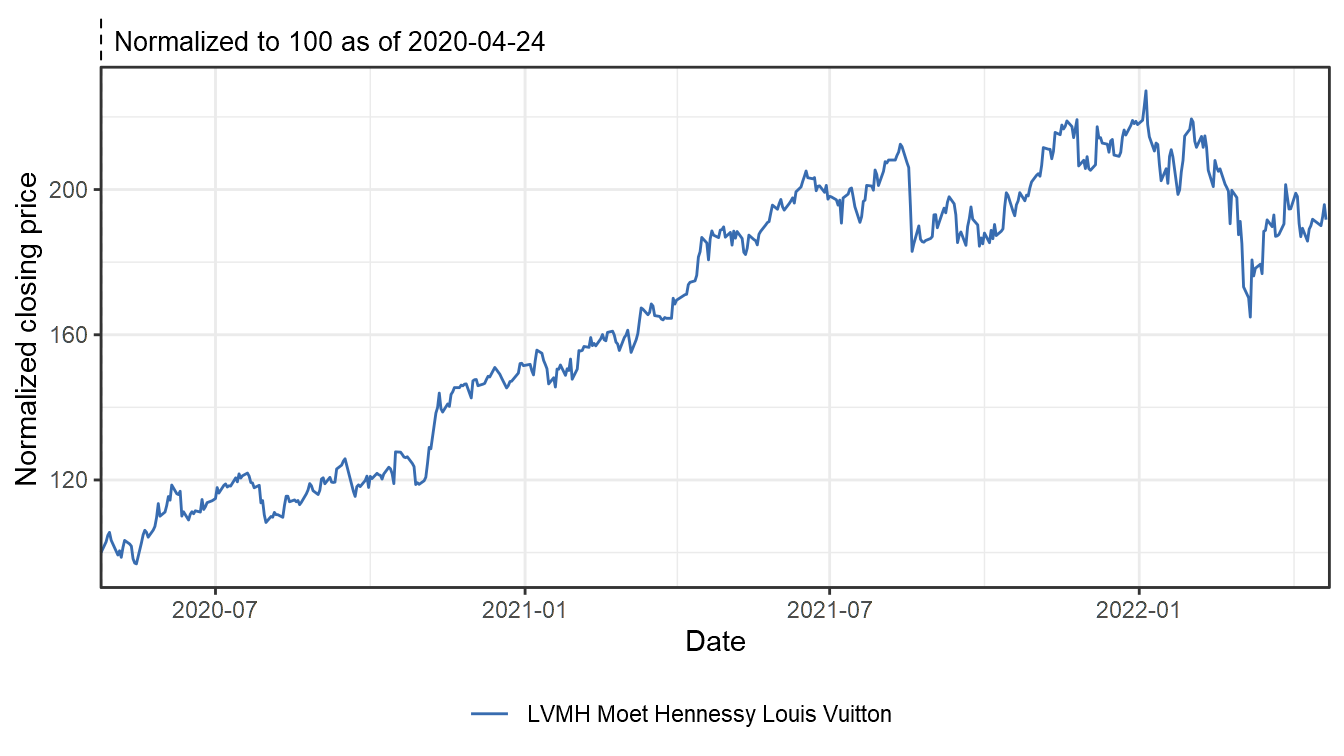 Normalized to 100 as of 2020-04-24
Normalized closing price
200
160
120
2020-07
2021-01
2021-07
2022-01
Date
LVMH Moet Hennessy Louis Vuitton